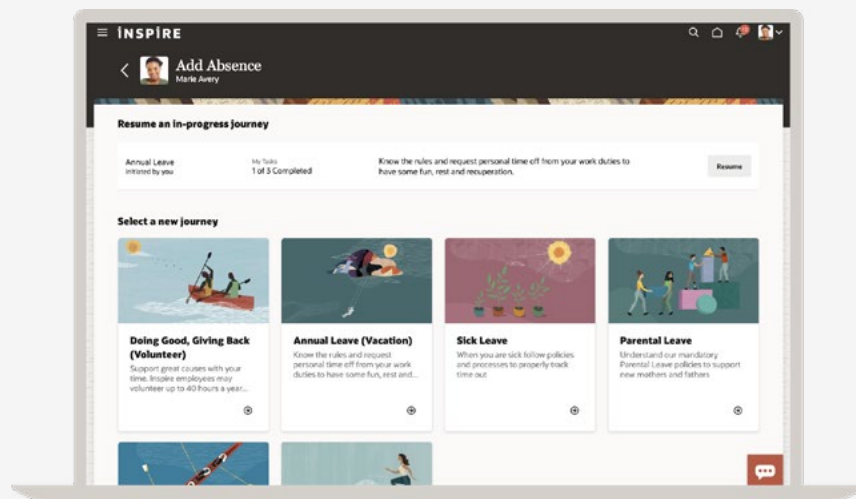 iNSPiRE
Add Absence
Marie Avery
Resume an in-progress journey
Annual Leave
Initiated by you
My Tasks
1 of 3 Completed
Know the rules and request personal time off from your work duties to
have some fun, rest and recuperation.
Resume
Select a new journey
Doing Good, Giving Back
(Volunteer)
Support great causes with your
time. Inspire employees may
volunteer up to 40 hours a year...
Annual Leave (Vacation)
Know the rules and request
personal time off from your work
duties to have some fun, rest and...
Sick Leave
When you are sick follow policies
and processes to properly track
time out
Parental Leave
Understand our mandatory
Parental Leave policies to support
new mothers and fathers